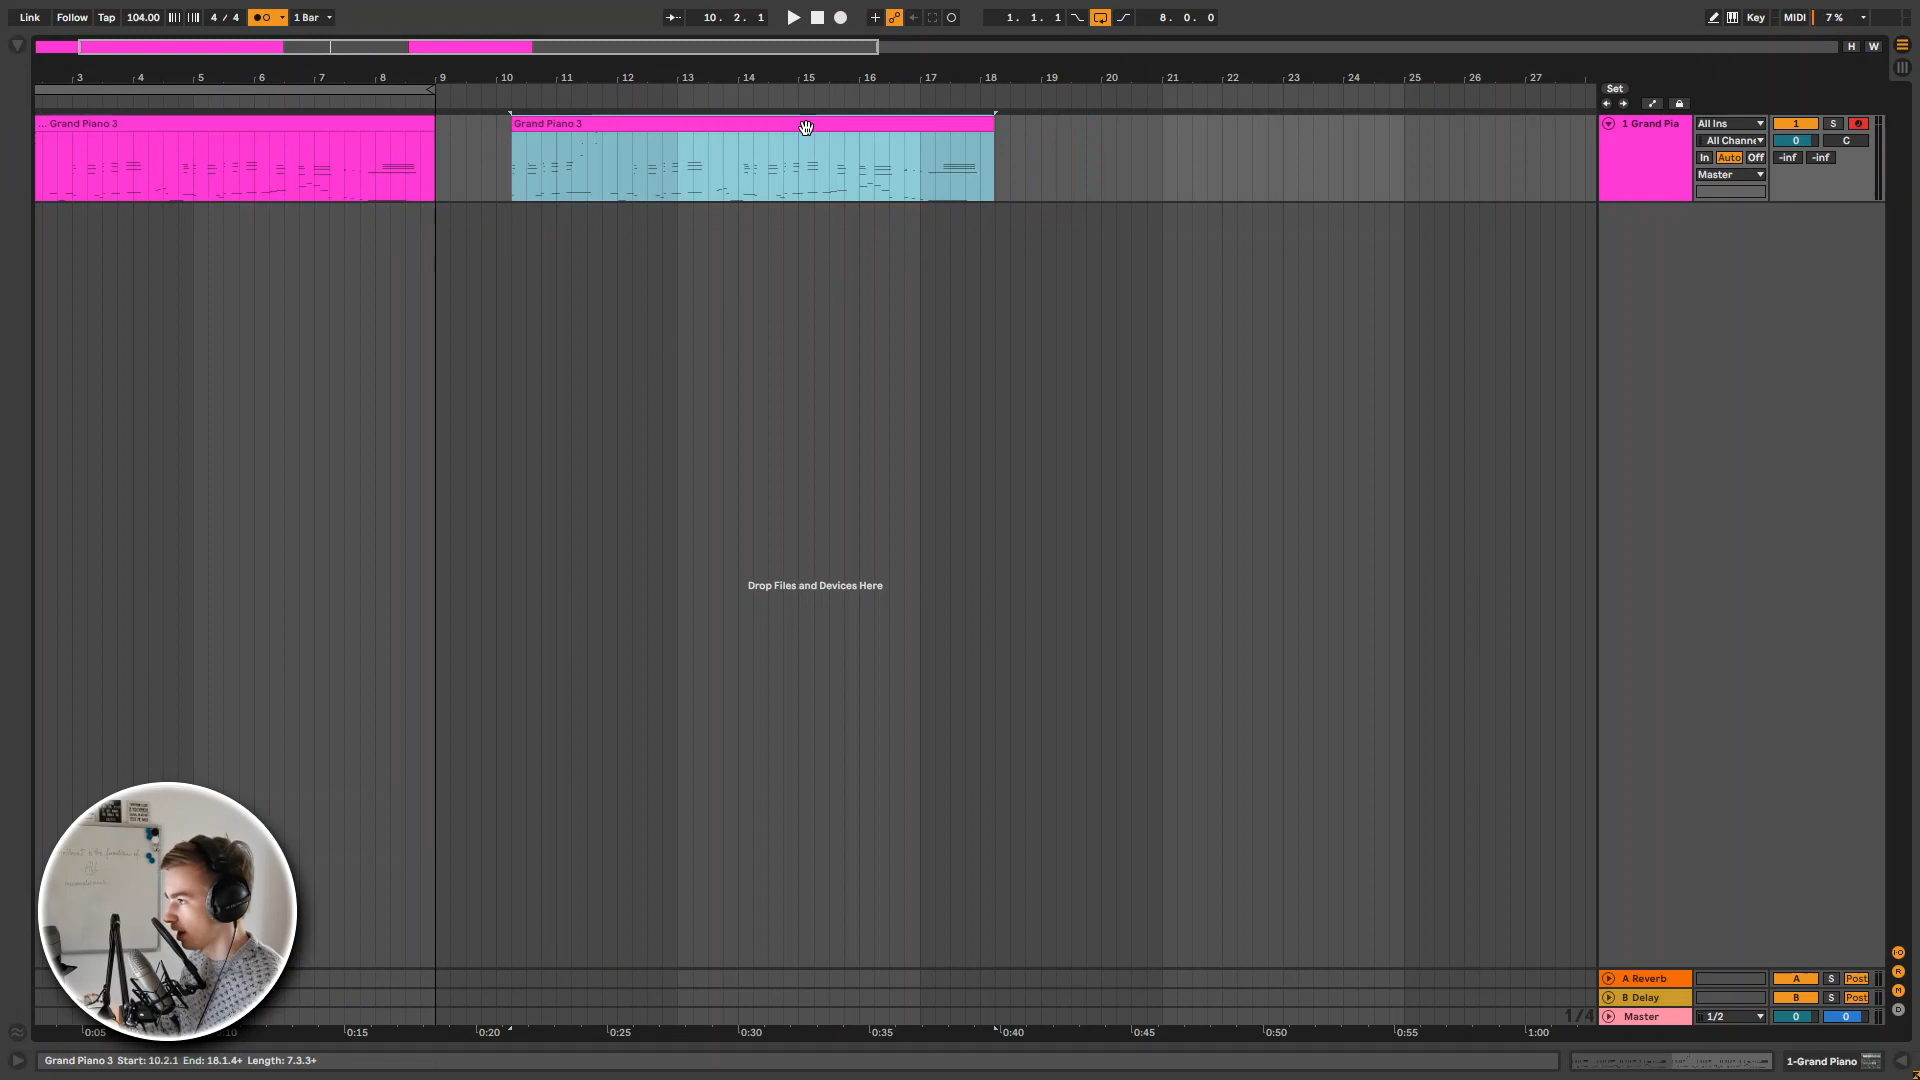 Link Follow Tap 104.00 4 / 4 1 Bar 10. 2. 1 1. 1. 1 8. 0. 0 Key MIDI 7 %
H W
3 4 5 6 7 8 9 10 11 12 13 14 15 16 17 18 19 20 21 22 23 24 25 26 27
Set
... Grand Piano 3 Grand Piano 3 1 Grand Pia All Ins 1 S
All Channe 0 C
In Auto Off -inf -inf
Master
Drop Files and Devices Here
A Reverb A S Post
B Delay B S Post
1/4 Master 1/2 0 0
0:05 0:10 0:15 0:20 0:25 0:30 0:35 0:40 0:45 0:50 0:55 1:00
Grand Piano 3 Start: 10.2.1 End: 18.1.4+ Length: 7.3.3+ 1-Grand Piano